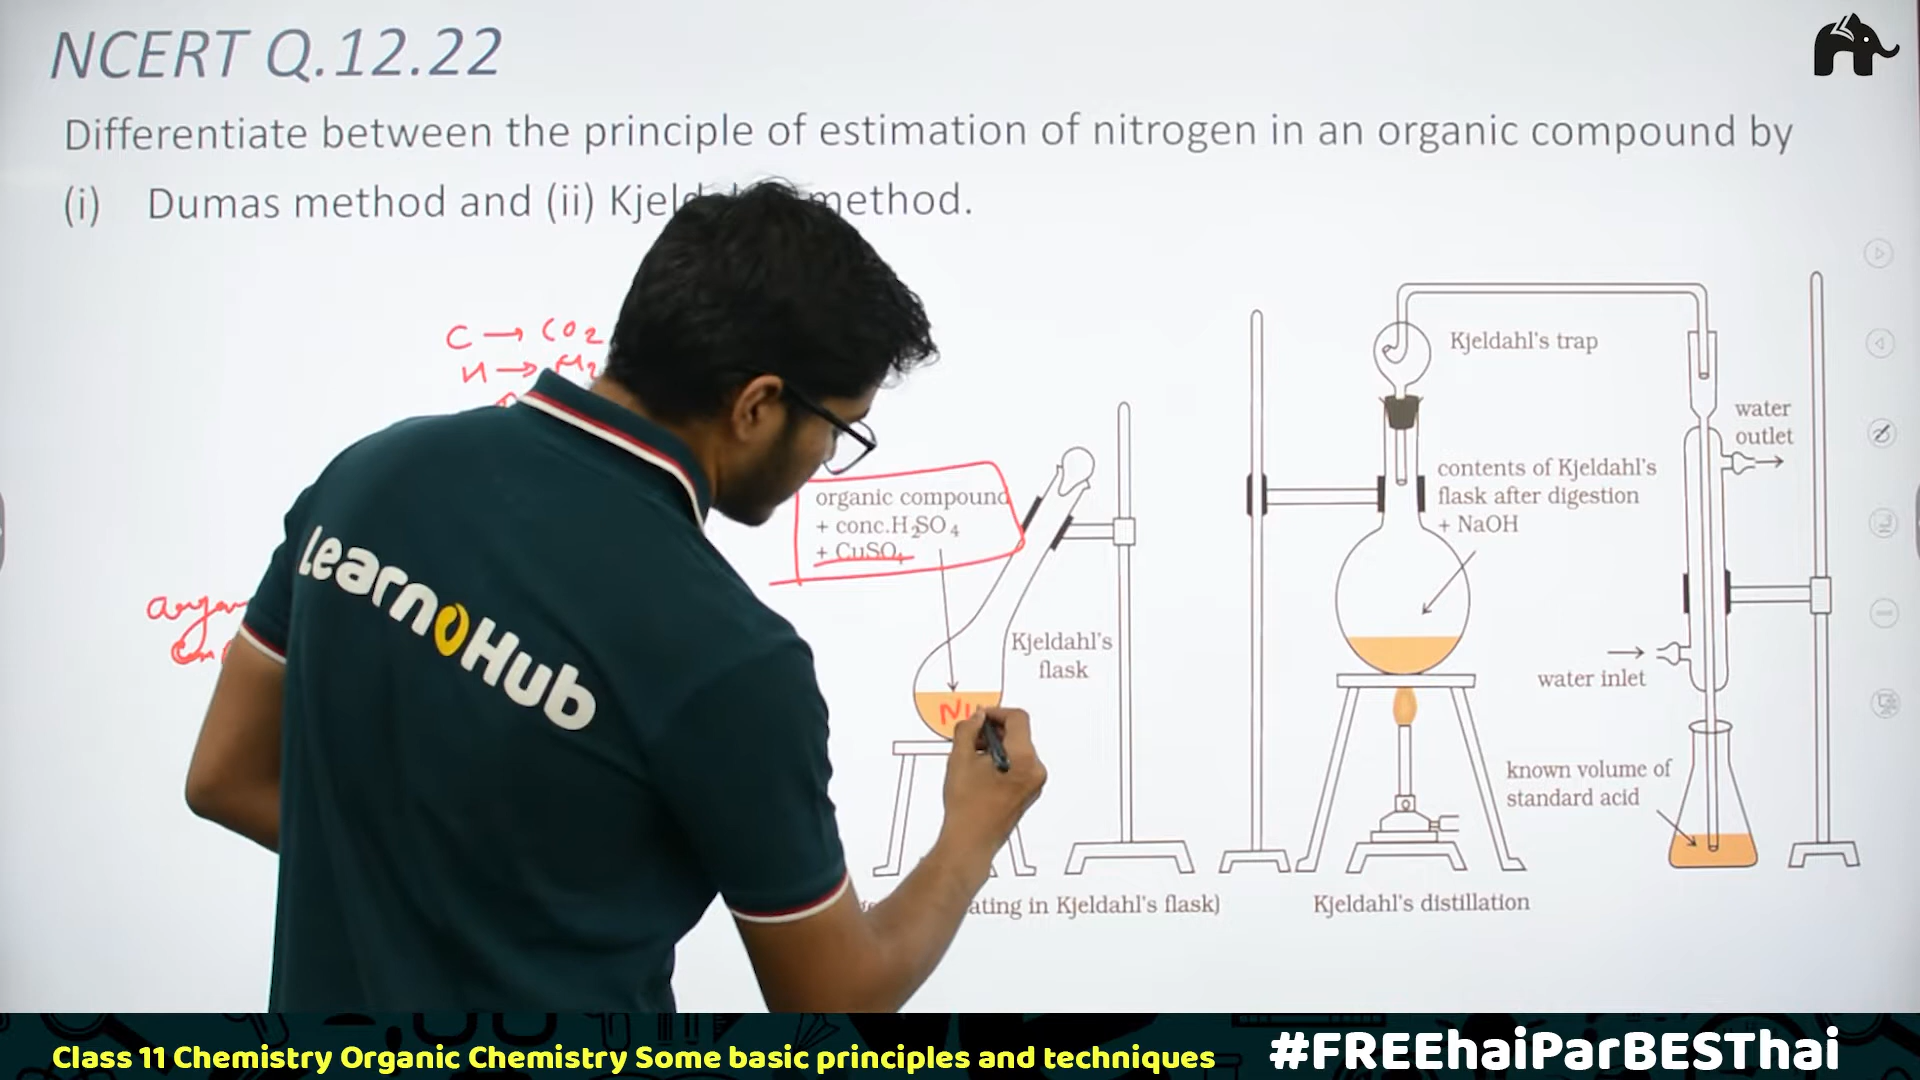 NCERT Q.12.22
Differentiate between the principle of estimation of nitrogen in an organic compound by
(i) Dumas method and (ii) method.
C → CO2
H → H2
organic compound
+ conc.H2SO4
+ CuSO4
Kjeldahl's
flask
ating in Kjeldahl's flask)
Kjeldahl's trap
water
outlet
contents of Kjeldahl's
flask after digestion
+ NaOH
water inlet
known volume of
standard acid
Kjeldahl's distillation
LearnoHub
Class 11 Chemistry Organic Chemistry Some basic principles and techniques
#FREEhaiParBESThai